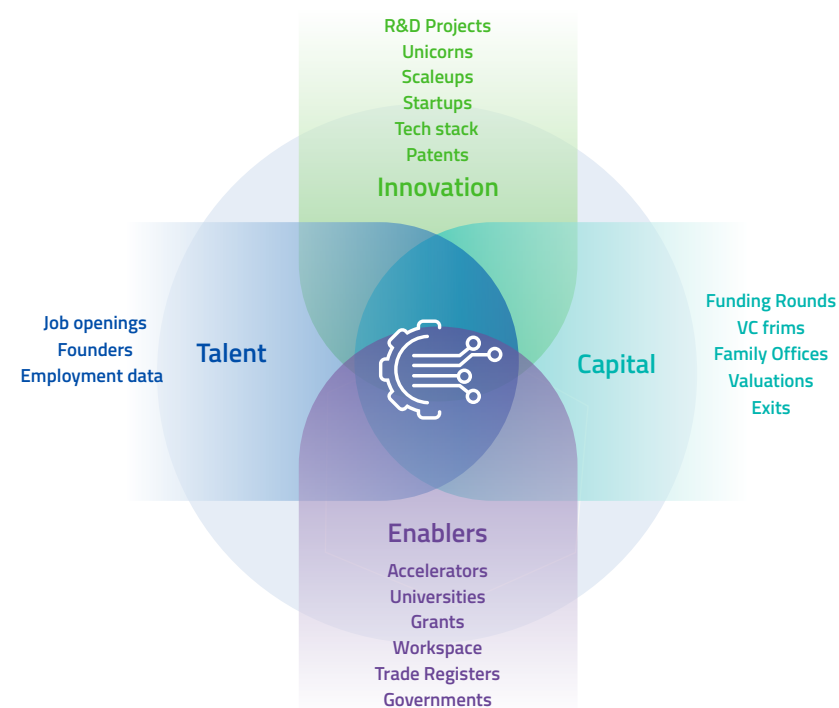 R&D Projects
Unicorns
Scaleups
Startups
Tech stack
Patents
Innovation
Job openings
Founders
Employment data
Talent
Capital
Funding Rounds
VC frims
Family Offices
Valuations
Exits
Enablers
Accelerators
Universities
Grants
Workspace
Trade Registers
Governments